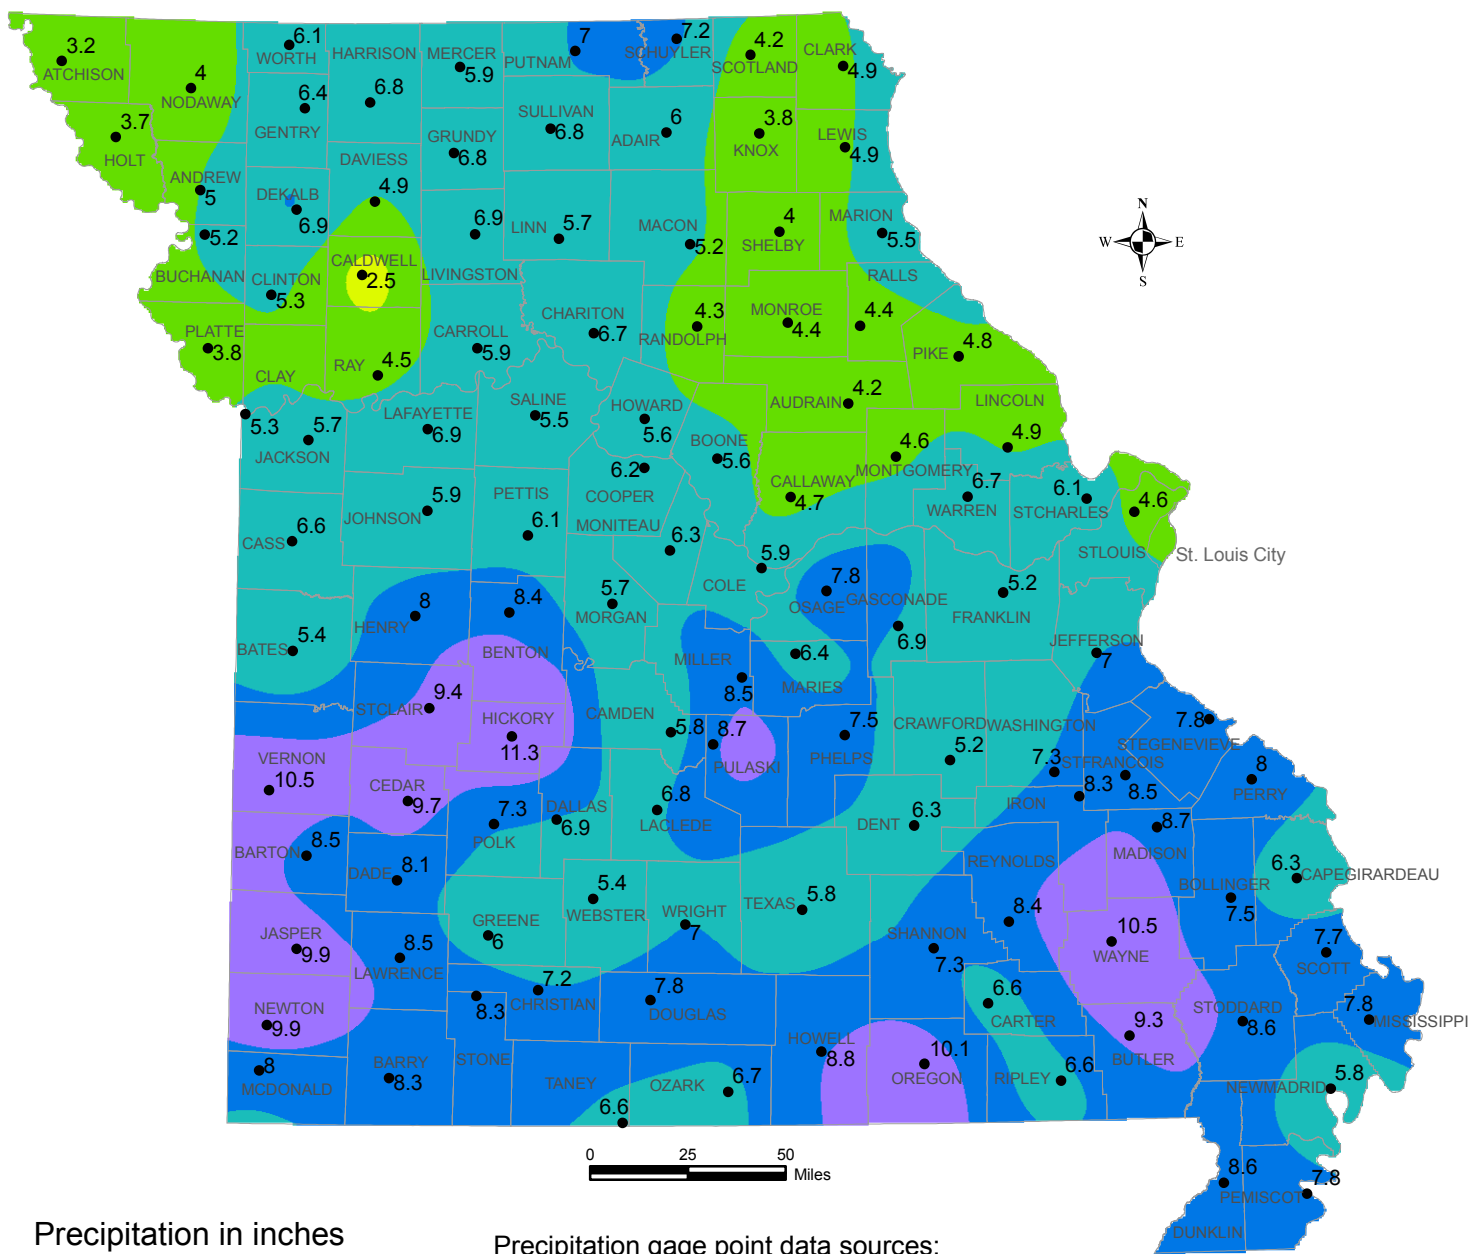 3.2 ATCHISON
4 NODAWAY
6.1 WORTH
HARRISON 6.8
MERCER 5.9
PUTNAM 7
SCHUYLER 7.2
4.2 SCOTLAND
CLARK 4.9
3.7 HOLT
6.4 GENTRY
GRUNDY 6.8
SULLIVAN 6.8
ADAIR 6
3.8 KNOX
LEWIS 4.9
N
W E
S
ANDREW 5
DEKALB 6.9
DAVIESS 4.9
5.2 BUCHANAN
CLINTON 5.3
CALDWELL 2.5
6.9 LIVINGSTON
LINN 5.7
MACON 5.2
4 SHELBY
MARION 5.5
RALLS 4.4
PLATTE 3.8
CLAY
RAY 4.5
CARROLL 5.9
CHARITON 6.7
4.3 RANDOLPH
MONROE 4.4
PIKE 4.8
5.3
5.7 JACKSON
LAFAYETTE 6.9
SALINE 5.5
HOWARD 5.6
BOONE 5.6
AUDRAIN 4.2
LINCOLN 4.9
4.6 MONTGOMERY
CALLAWAY 4.7
6.7 WARREN
6.1 STCHARLES
4.6 STLOUIS
St. Louis City
6.6 CASS
JOHNSON 5.9
PETTIS 6.1
6.2 COOPER
MONITEAU 6.3
COLE 5.9
7.8 OSAGE
GASCONADE 6.9
5.2 FRANKLIN
JEFFERSON 7
5.4 BATES
HENRY 8
8.4 BENTON
5.7 MORGAN
MILLER 8.5
6.4 MARIES
9.4 STCLAIR
HICKORY 11.3
CAMDEN 5.8
8.7 PULASKI
7.5 PHELPS
CRAWFORD 5.2
WASHINGTON 7.3
7.8 STEGENEVIEVE
STFRANCOIS 8.5
8 PERRY
VERNON 10.5
CEDAR 9.7
7.3 POLK
DALLAS 6.9
6.8 LACLEDE
DENT 6.3
IRON 8.3
8.7 MADISON
BARTON 8.5
DADE 8.1
GREENE 6
5.4 WEBSTER
WRIGHT 7
TEXAS 5.8
REYNOLDS 8.4
BOLLINGER 7.5
6.3 CAPEGIRARDEAU
JASPER 9.9
8.5 LAWRENCE
SHANNON 7.3
10.5 WAYNE
7.7 SCOTT
NEWTON 9.9
8.3
7.2 CHRISTIAN
7.8 DOUGLAS
6.6 CARTER
STODDARD 8.6
7.8 MISSISSIPPI
8 MCDONALD
BARRY 8.3
STONE
TANEY 6.6
OZARK 6.7
HOWELL 8.8
10.1 OREGON
RIPLEY 6.6
9.3 BUTLER
5.8 NEWMADRID
8.6 DUNKLIN
7.8 PEMISCOT
0 25 50
Miles
Precipitation in inches
Precipitation gage point data sources: